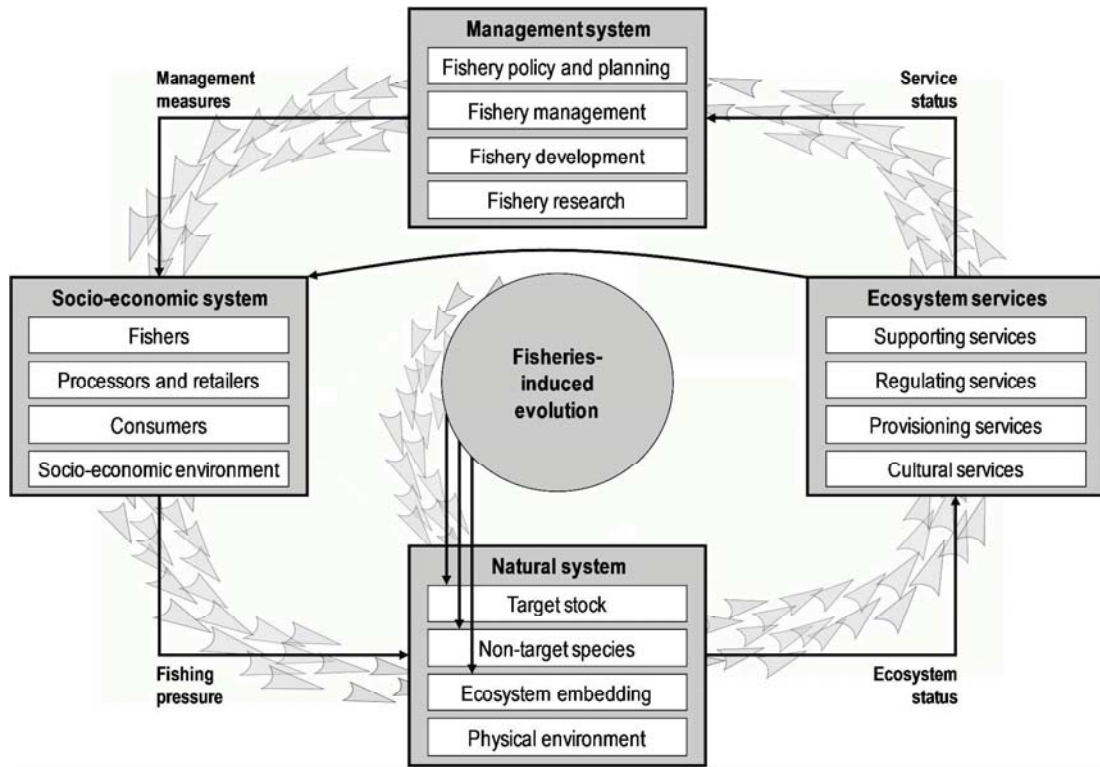 Management system
Fishery policy and planning
Fishery management
Fishery development
Fishery research
Management
measures
Service
status
Socio-economic system
Fishers
Processors and retailers
Consumers
Socio-economic environment
Fisheries-
induced
evolution
Ecosystem services
Supporting services
Regulating services
Provisioning services
Cultural services
Natural system
Target stock
Non-target species
Ecosystem embedding
Physical environment
Fishing
pressure
Ecosystem
status